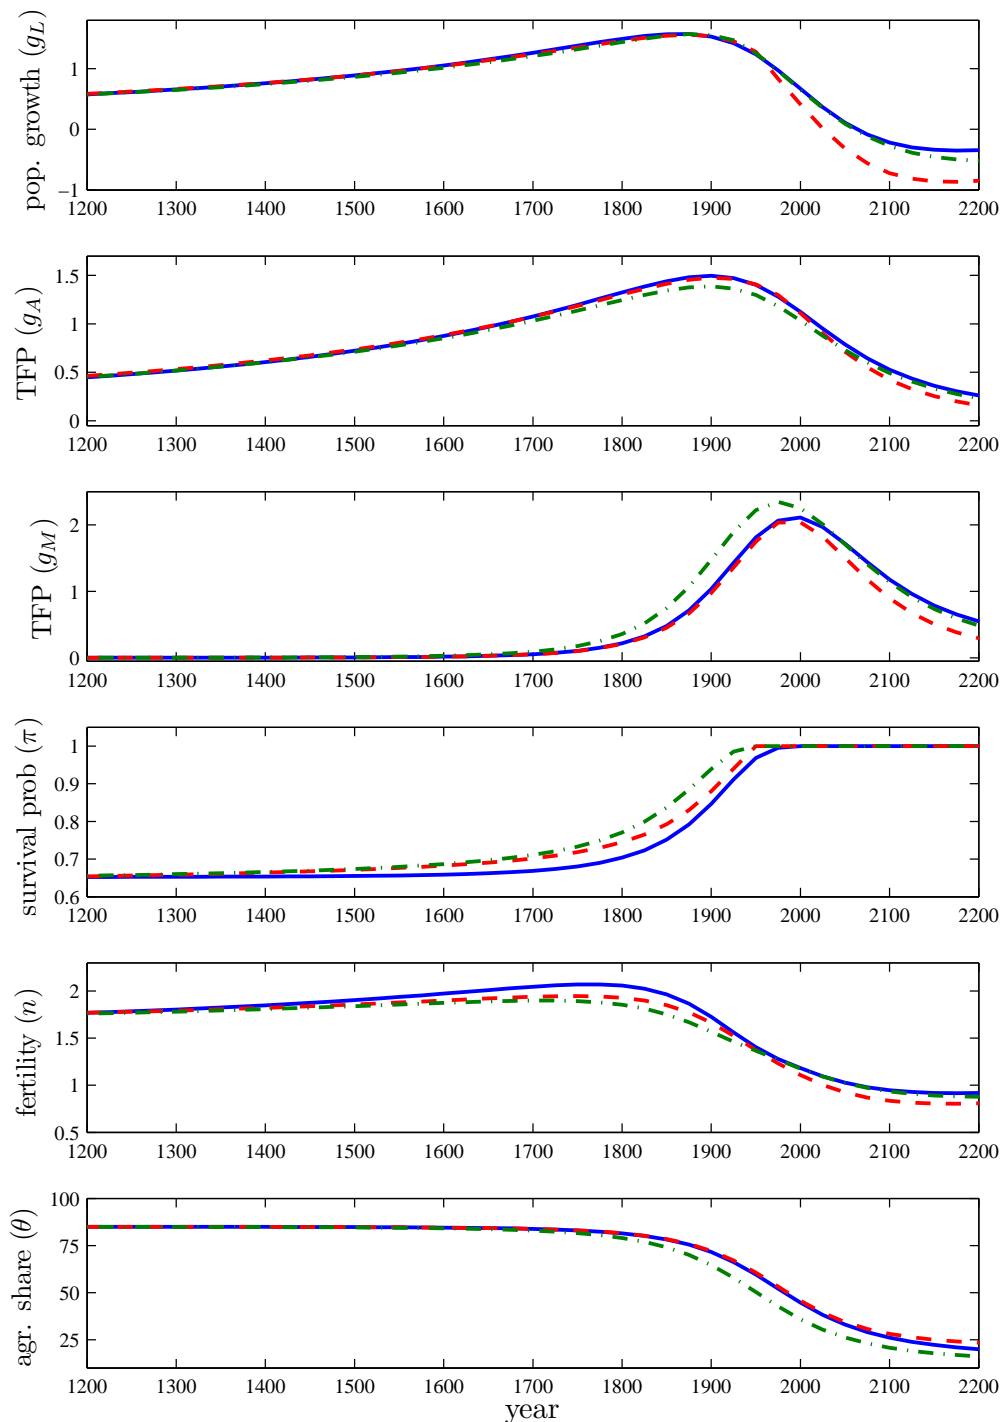 pop. growth (g_L)
1
0
−1
1200 1300 1400 1500 1600 1700 1800 1900 2000 2100 2200
TFP (g_A)
1.5
1
0.5
0
1200 1300 1400 1500 1600 1700 1800 1900 2000 2100 2200
TFP (g_M)
2
1
0
1200 1300 1400 1500 1600 1700 1800 1900 2000 2100 2200
survival prob (π)
1
0.9
0.8
0.7
0.6
1200 1300 1400 1500 1600 1700 1800 1900 2000 2100 2200
fertility (n)
2
1.5
1
0.5
1200 1300 1400 1500 1600 1700 1800 1900 2000 2100 2200
agr. share (θ)
100
75
50
25
1200 1300 1400 1500 1600 1700 1800 1900 2000 2100 2200
year